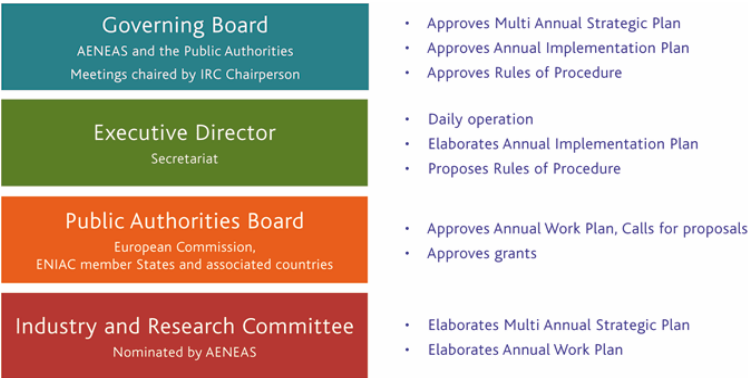 Governing Board
AENEAS and the Public Authorities
Meetings chaired by IRC Chairperson
• Approves Multi Annual Strategic Plan
• Approves Annual Implementation Plan
• Approves Rules of Procedure
Executive Director
Secretariat
• Daily operation
• Elaborates Annual Implementation Plan
• Proposes Rules of Procedure
Public Authorities Board
European Commission,
ENIAC member States and associated countries
• Approves Annual Work Plan, Calls for proposals
• Approves grants
Industry and Research Committee
Nominated by AENEAS
• Elaborates Multi Annual Strategic Plan
• Elaborates Annual Work Plan